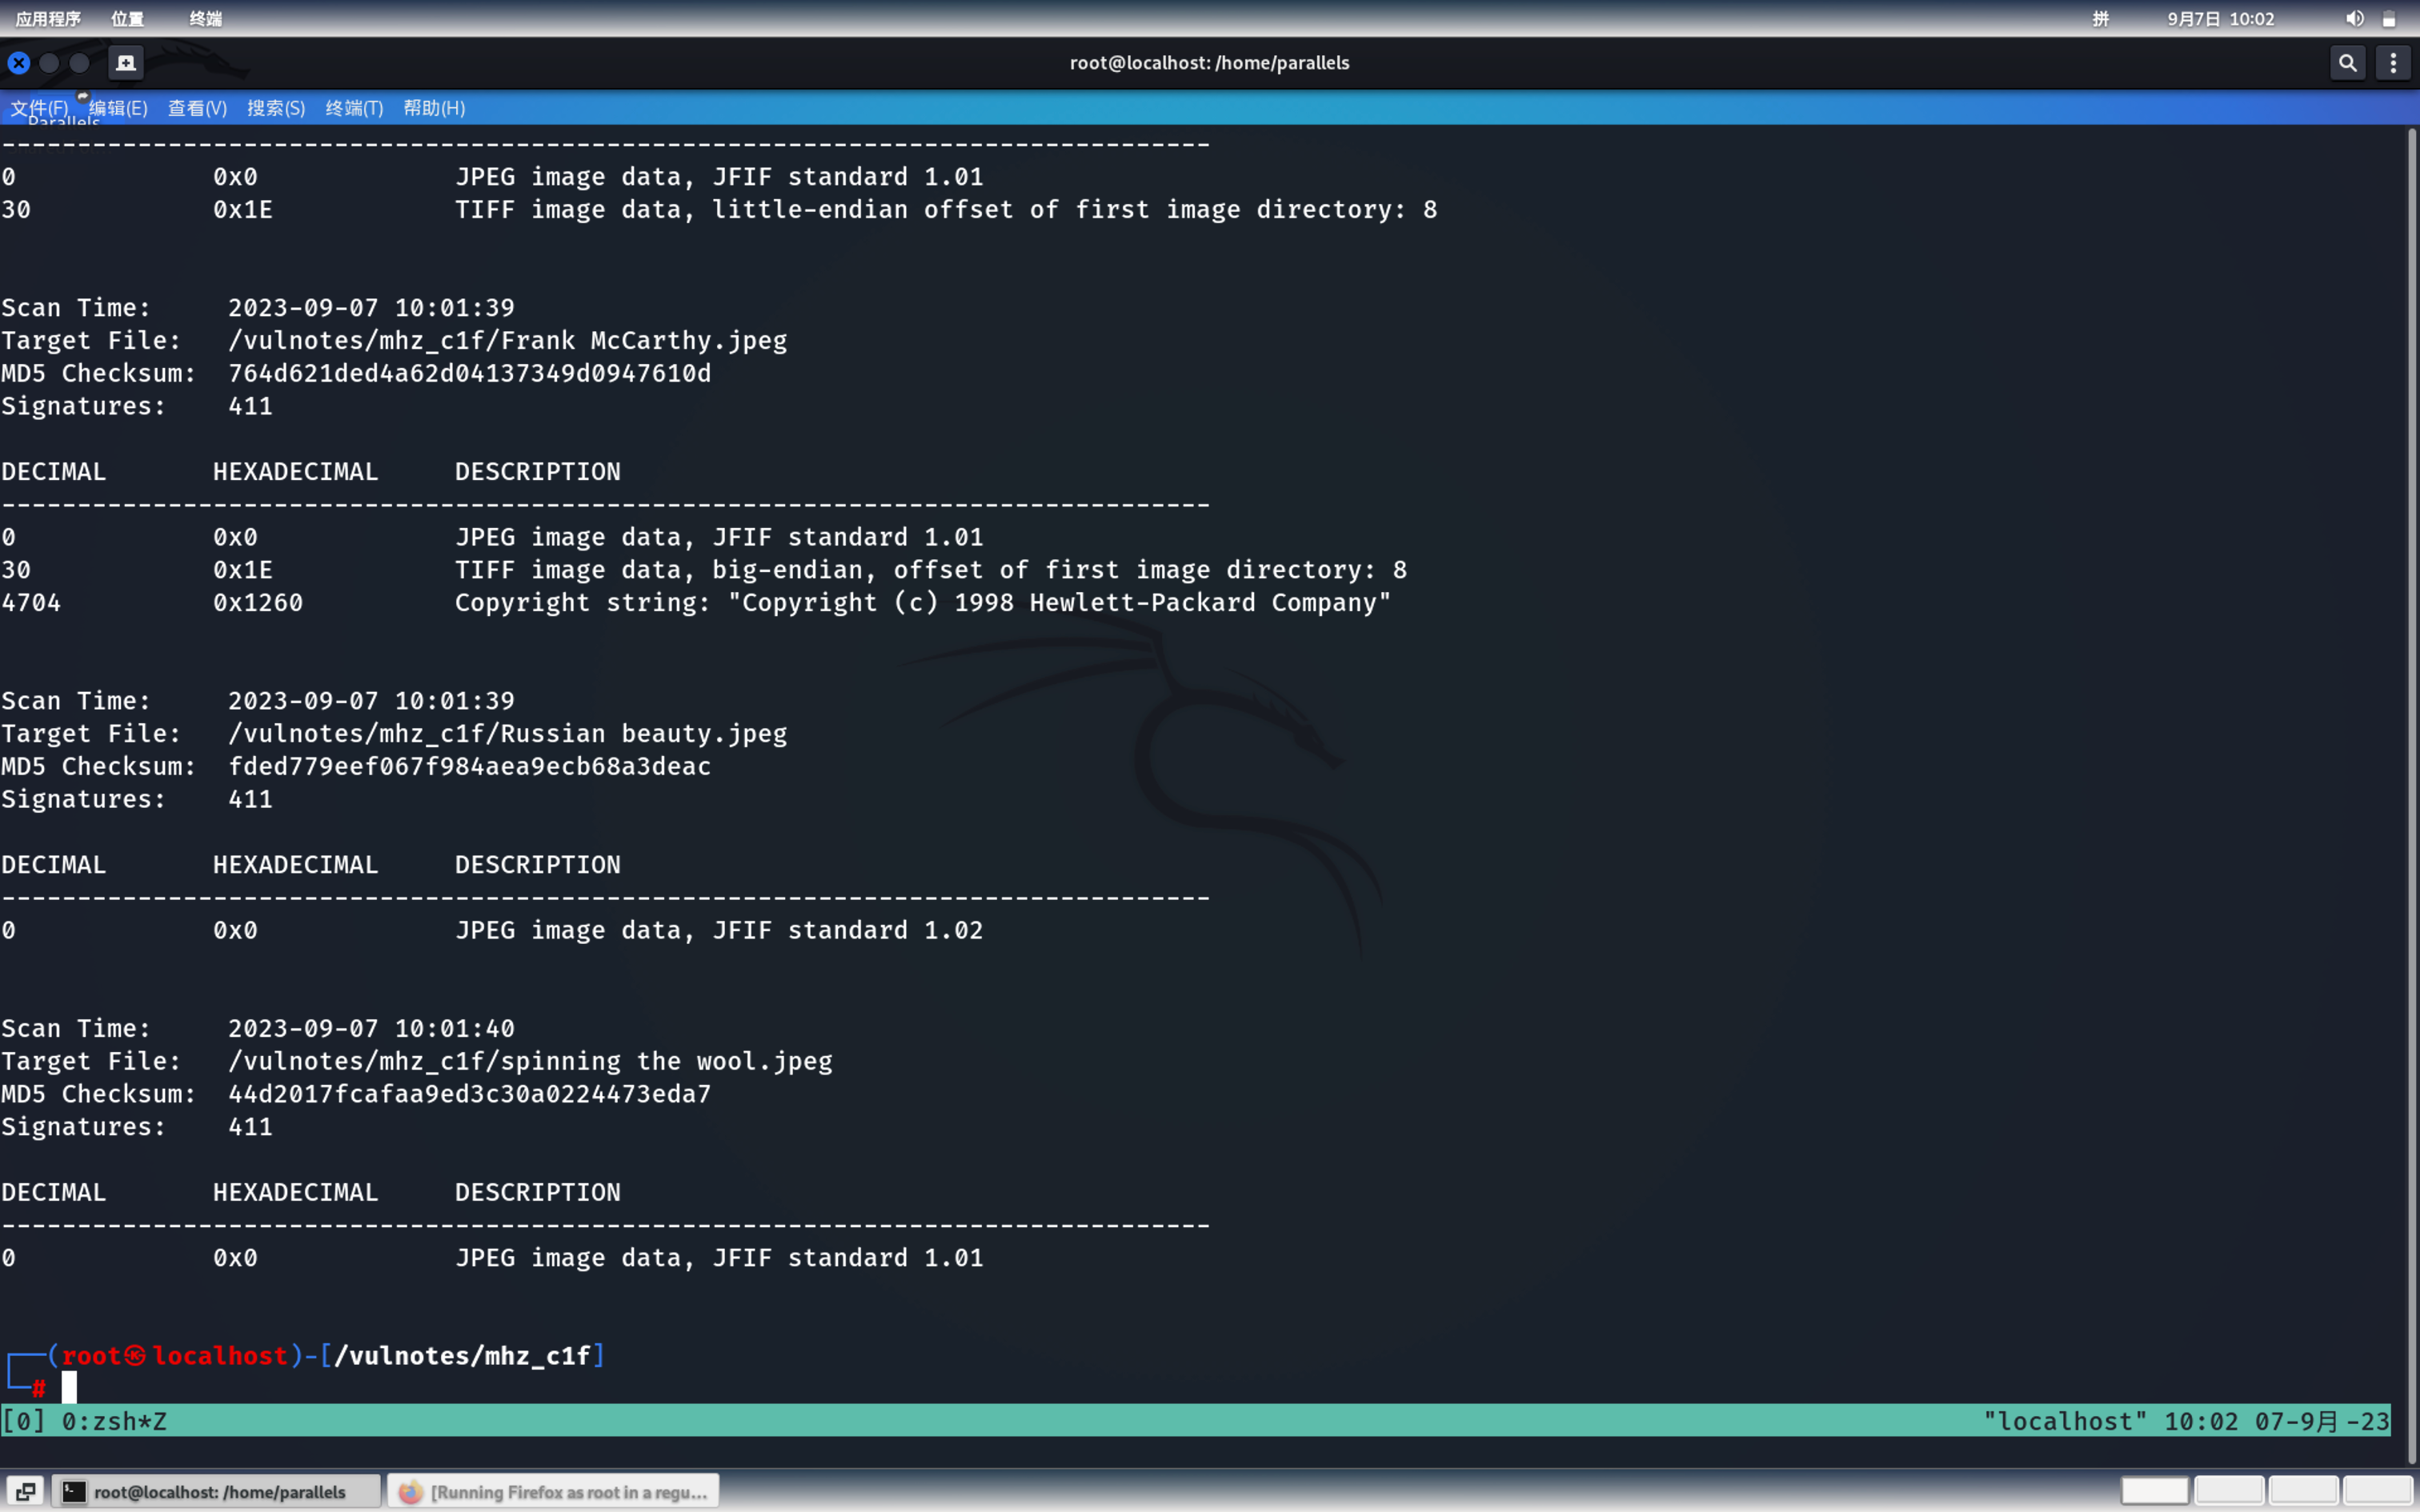 应用程序 位置 终端 拼 9月7日 10:02
root@localhost: /home/parallels
文件(F) 编辑(E) 查看(V) 搜索(S) 终端(T) 帮助(H)
Parallels
--------------------------------------------------------------------------------
0 0x0 JPEG image data, JFIF standard 1.01
30 0x1E TIFF image data, little-endian offset of first image directory: 8
Scan Time: 2023-09-07 10:01:39
Target File: /vulnotes/mhz_c1f/Frank McCarthy.jpeg
MD5 Checksum: 764d621ded4a62d04137349d0947610d
Signatures: 411
DECIMAL HEXADECIMAL DESCRIPTION
--------------------------------------------------------------------------------
0 0x0 JPEG image data, JFIF standard 1.01
30 0x1E TIFF image data, big-endian, offset of first image directory: 8
4704 0x1260 Copyright string: "Copyright (c) 1998 Hewlett-Packard Company"
Scan Time: 2023-09-07 10:01:39
Target File: /vulnotes/mhz_c1f/Russian beauty.jpeg
MD5 Checksum: fded779eef067f984aea9ecb68a3deac
Signatures: 411
DECIMAL HEXADECIMAL DESCRIPTION
--------------------------------------------------------------------------------
0 0x0 JPEG image data, JFIF standard 1.02
Scan Time: 2023-09-07 10:01:40
Target File: /vulnotes/mhz_c1f/spinning the wool.jpeg
MD5 Checksum: 44d2017fcafaa9ed3c30a0224473eda7
Signatures: 411
DECIMAL HEXADECIMAL DESCRIPTION
--------------------------------------------------------------------------------
0 0x0 JPEG image data, JFIF standard 1.01
┌──(root㉿localhost)-[/vulnotes/mhz_c1f]
└─#
[0] 0:zsh*Z "localhost" 10:02 07-9月-23
root@localhost: /home/parallels [Running Firefox as root in a regu...